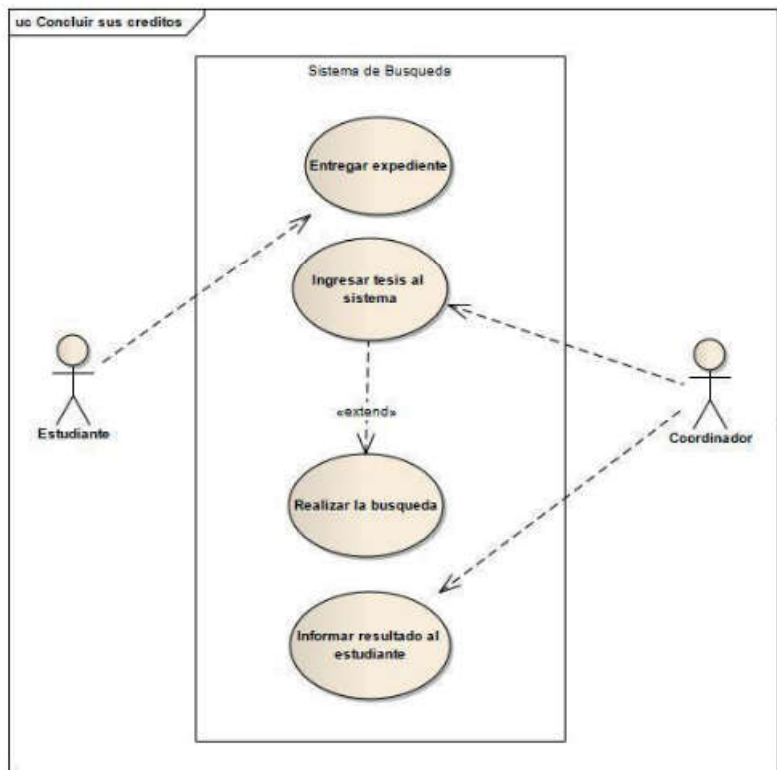 uc Concluir sus creditos
Sistema de Busqueda
Entregar expediente
Ingresar tesis al
sistema
Estudiante
«extend»
Coordinador
Realizar la busqueda
Informar resultado al
estudiante